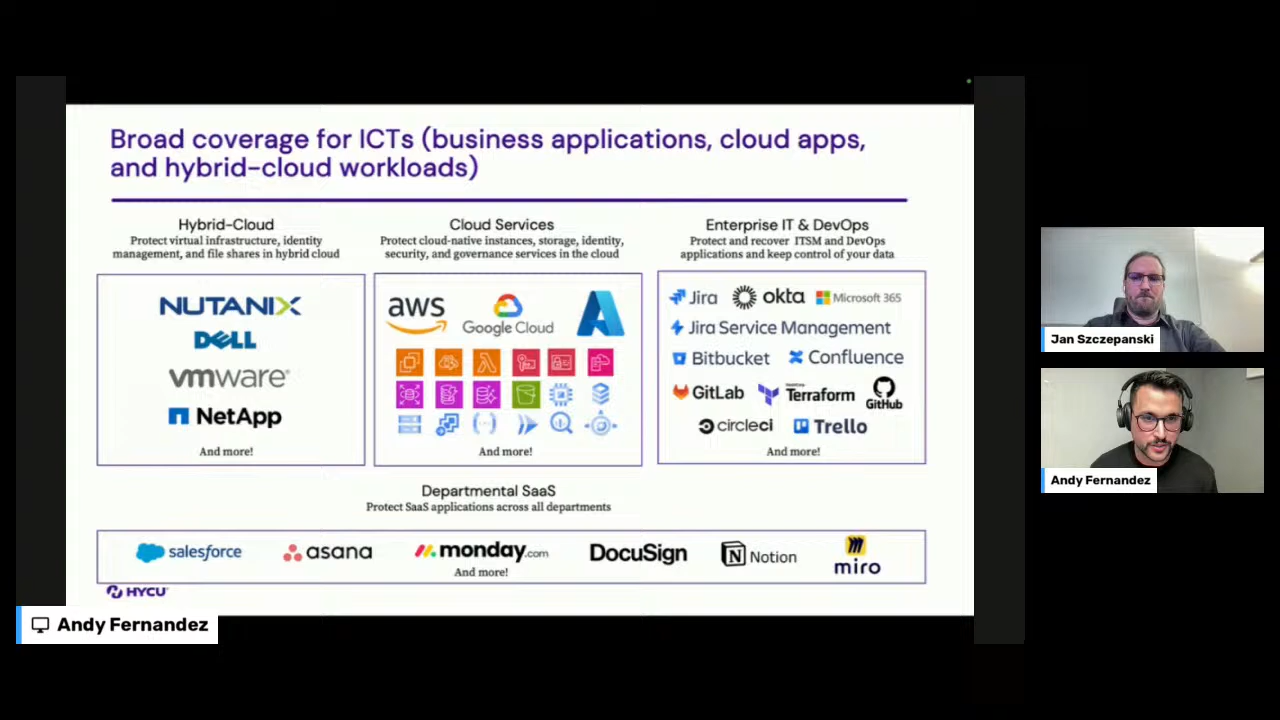 Broad coverage for ICTs (business applications, cloud apps,
and hybrid-cloud workloads)
Hybrid-Cloud
Protect virtual infrastructure, identity
management, and file shares in hybrid cloud
NUTANIX
DELL
vmware
NetApp
And more!
Cloud Services
Protect cloud-native instances, storage, identity,
security, and governance services in the cloud
aws
Google Cloud
And more!
Enterprise IT & DevOps
Protect and recover ITSM and DevOps
applications and keep control of your data
Jira
okta
Microsoft 365
Jira Service Management
Bitbucket
Confluence
GitLab
Terraform
GitHub
circleci
Trello
And more!
Departmental SaaS
Protect SaaS applications across all departments
salesforce
asana
monday.com
DocuSign
Notion
miro
And more!
HYCU
Andy Fernandez
Jan Szczepanski
Andy Fernandez